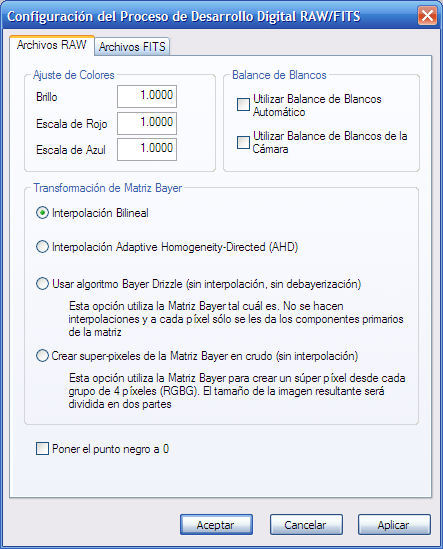 Configuración del Proceso de Desarrollo Digital RAW/FITS
Archivos RAW
Archivos FITS
Ajuste de Colores
Brillo 1.0000
Escala de Rojo 1.0000
Escala de Azul 1.0000
Balance de Blancos
Utilizar Balance de Blancos
Automático
Utilizar Balance de Blancos de la
Cámara
Transformación de Matriz Bayer
Interpolación Bilineal
Interpolación Adaptive Homogeneity-Directed (AHD)
Usar algoritmo Bayer Drizzle (sin interpolación, sin debayerización)
Esta opción utiliza la Matriz Bayer tal cuál es. No se hacen
interpolaciones y a cada píxel sólo se les da los componentes primarios
de la matriz
Crear super-pixeles de la Matriz Bayer en crudo (sin interpolación)
Esta opción utiliza la Matriz Bayer para crear un súper píxel desde cada
grupo de 4 píxeles (RGBG). El tamaño de la imagen resultante será
dividida en dos partes
Poner el punto negro a 0
Aceptar
Cancelar
Aplicar